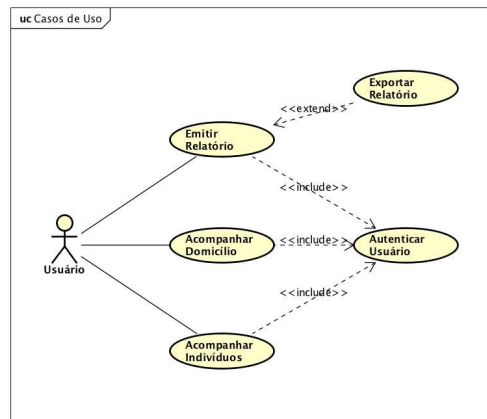 uc Casos de Uso
Exportar
Relatório
<<extend>>
Emitir
Relatório
<<include>>
Acompanhar
Domicílio
<<include>>
Autenticar
Usuário
Usuário
<<include>>
Acompanhar
Indivíduos